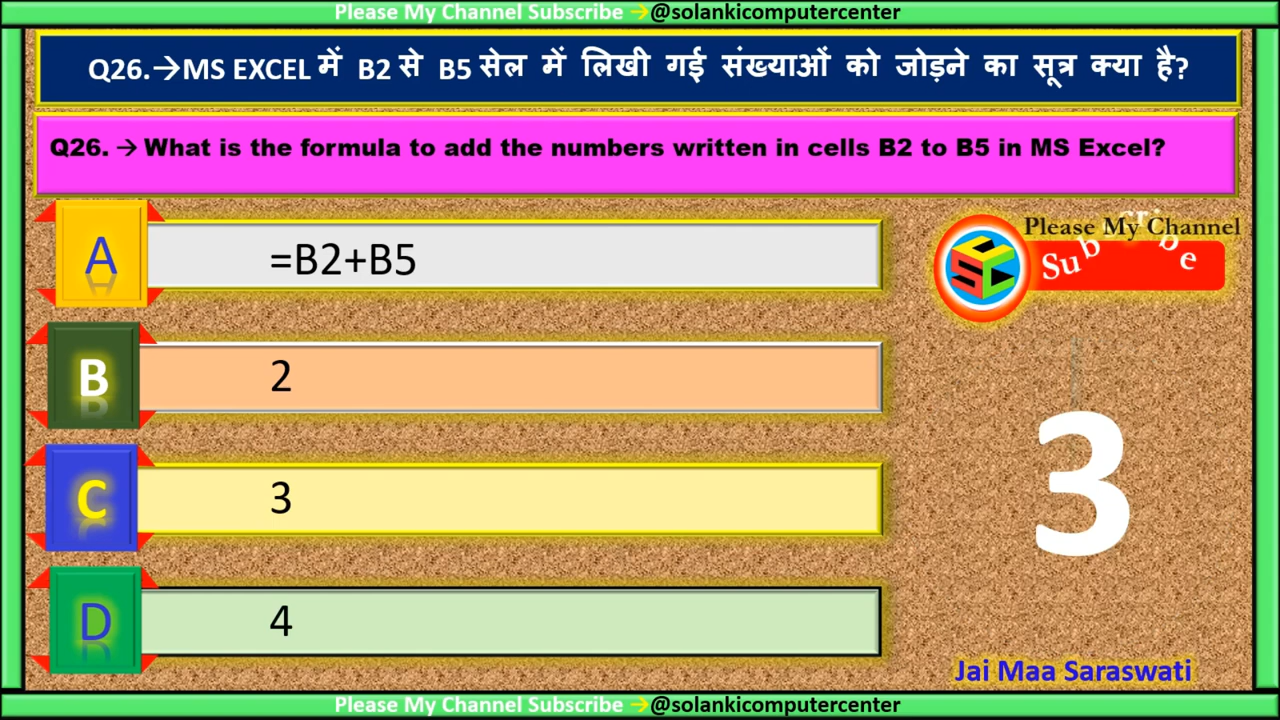 Please My Channel Subscribe →@solankicomputercenter
Q26.→MS EXCEL में B2 से B5 सेल में लिखी गई संख्याओं को जोड़ने का सूत्र क्या है?
Q26. → What is the formula to add the numbers written in cells B2 to B5 in MS Excel?
A =B2+B5
Please My Channel
Subscribe
SCC
B 2
C 3
3
D 4
Jai Maa Saraswati
Please My Channel Subscribe →@solankicomputercenter